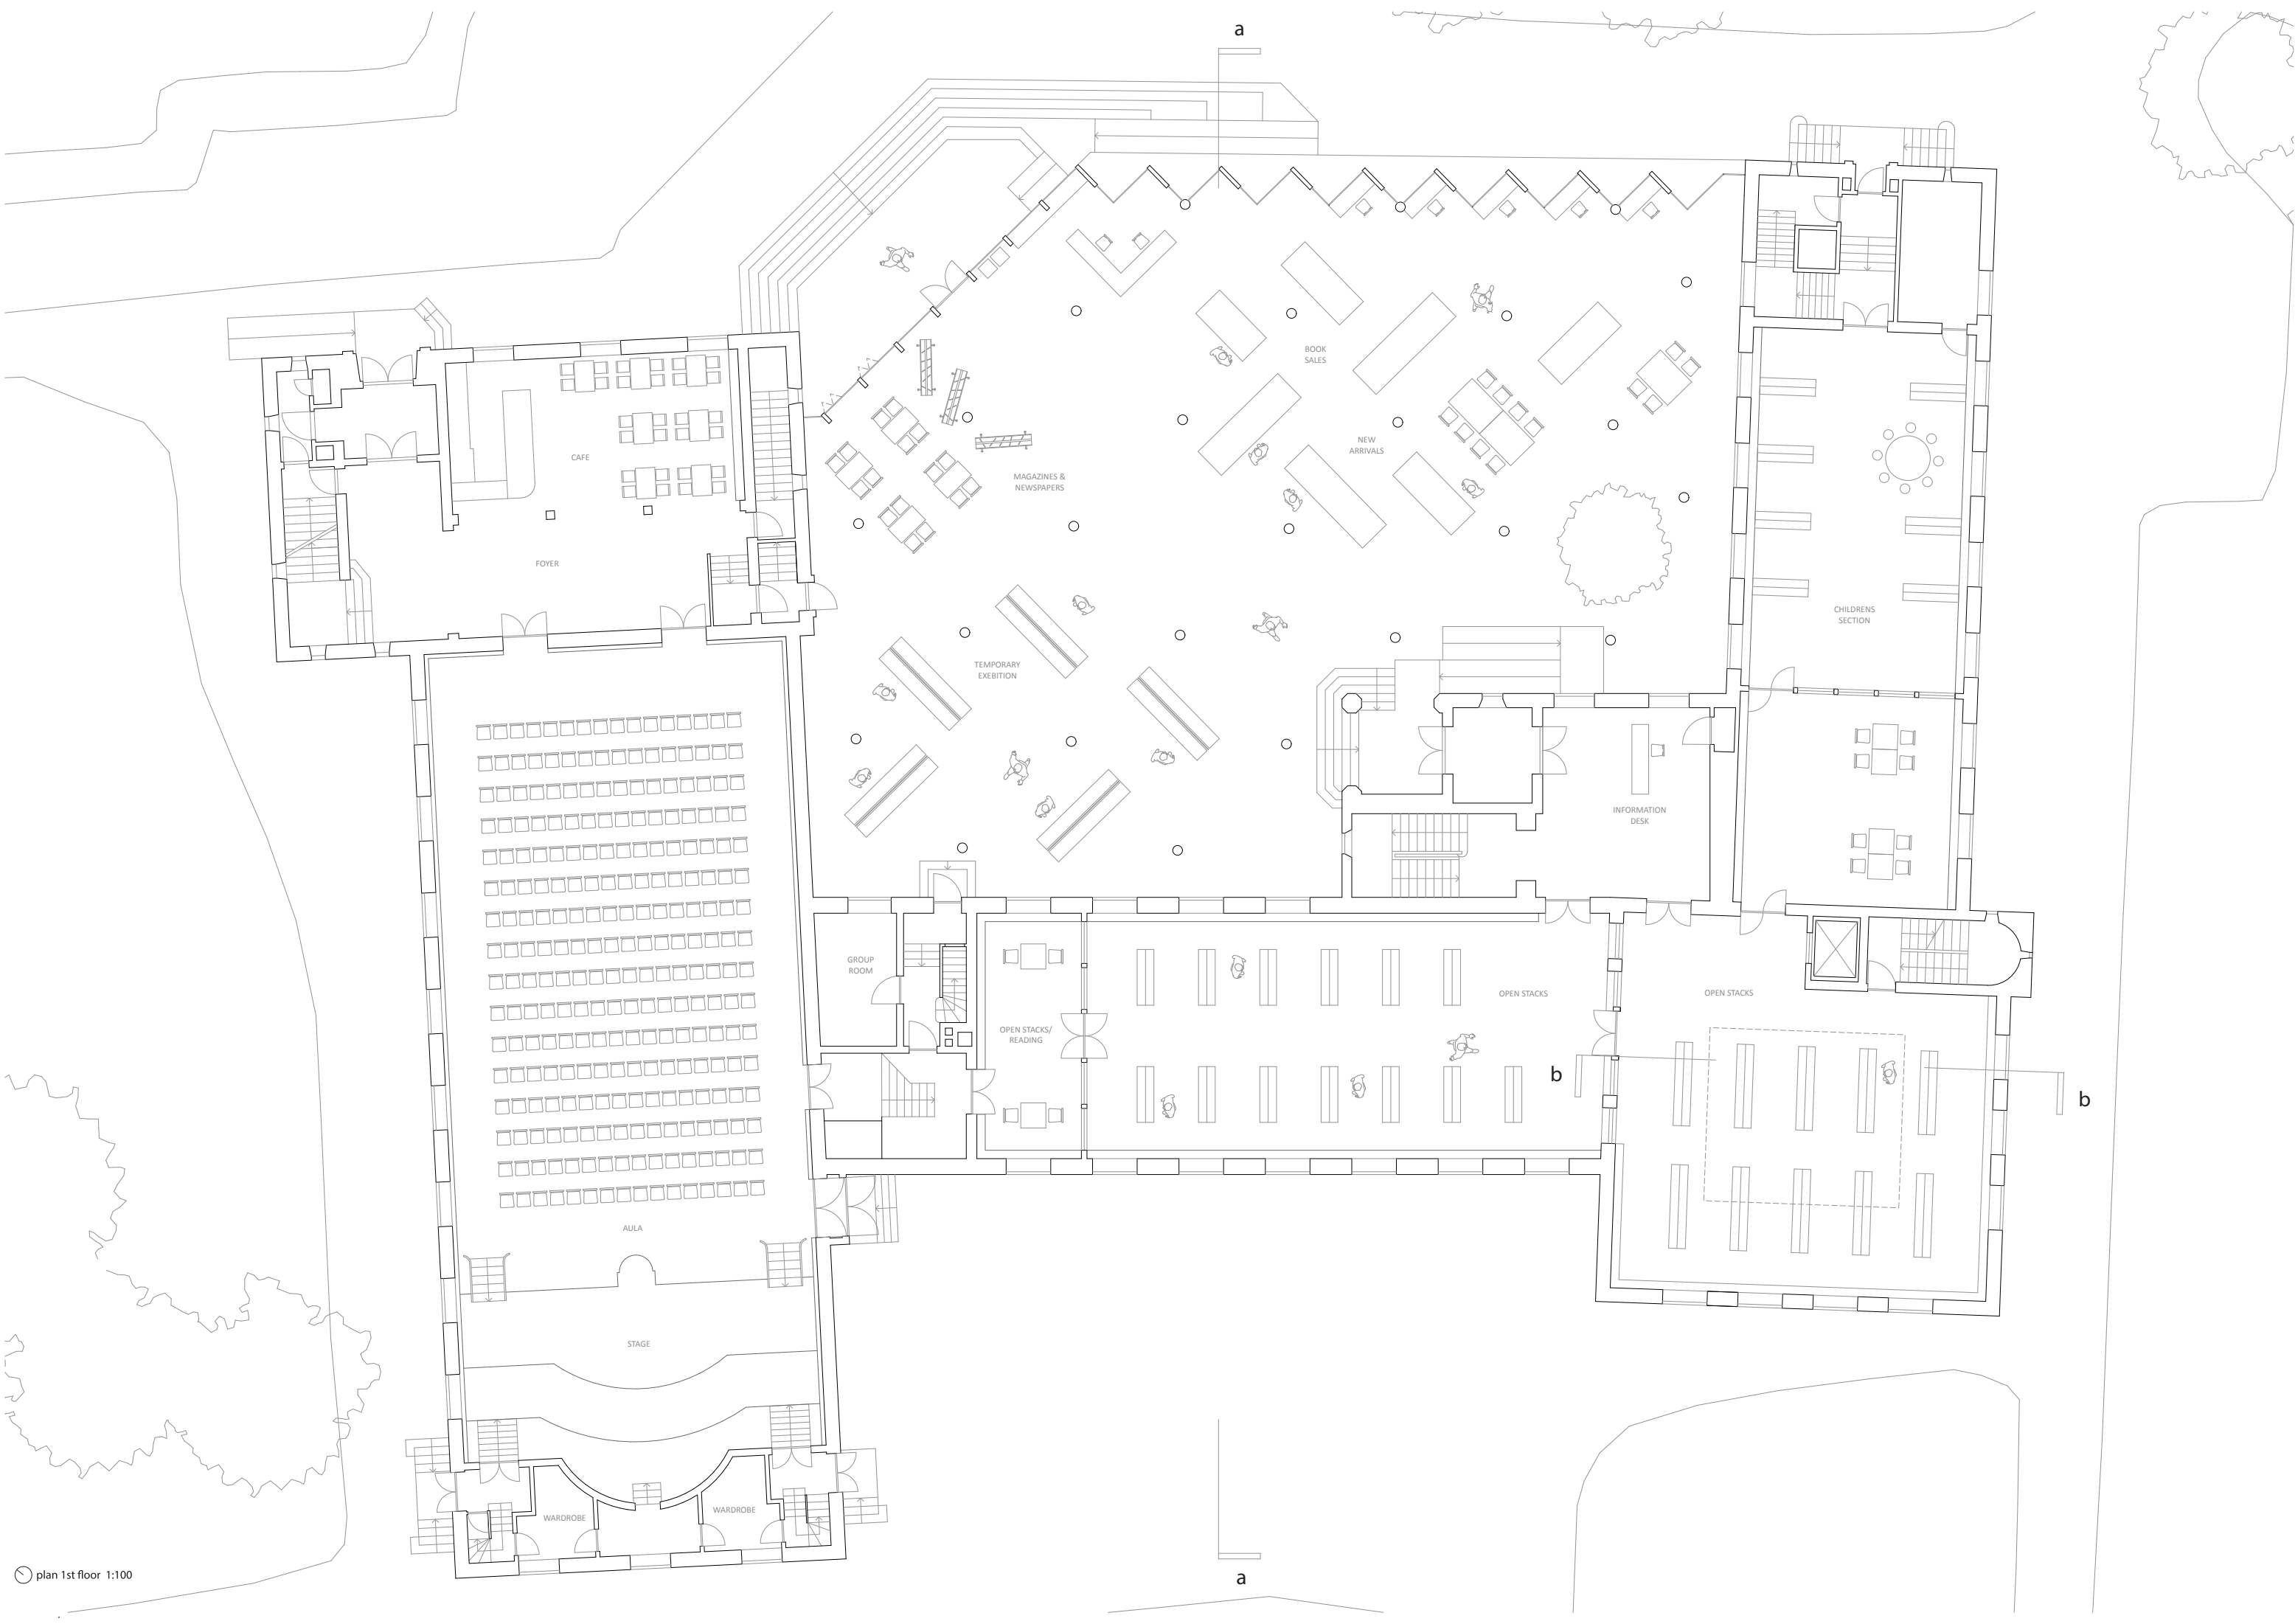 a
BOOK
SALES
NEW
ARRIVALS
CAFE
MAGAZINES &
NEWSPAPERS
FOYER
CHILDRENS
SECTION
TEMPORARY
EXEBITION
INFORMATION
DESK
GROUP
ROOM
OPEN STACKS/
READING
OPEN STACKS
OPEN STACKS
b
b
AULA
STAGE
WARDROBE
WARDROBE
plan 1st floor 1:100
a